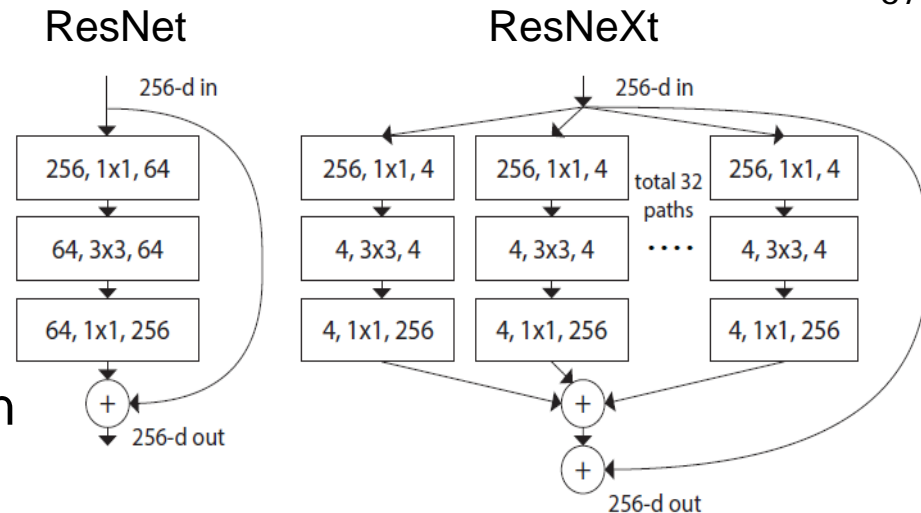 ResNet
256-d in
256, 1x1, 64
64, 3x3, 64
64, 1x1, 256
+
256-d out
ResNeXt
256-d in
256, 1x1, 4
256, 1x1, 4
total 32
paths
256, 1x1, 4
4, 3x3, 4
4, 3x3, 4
....
4, 3x3, 4
4, 1x1, 256
4, 1x1, 256
4, 1x1, 256
+
+
256-d out